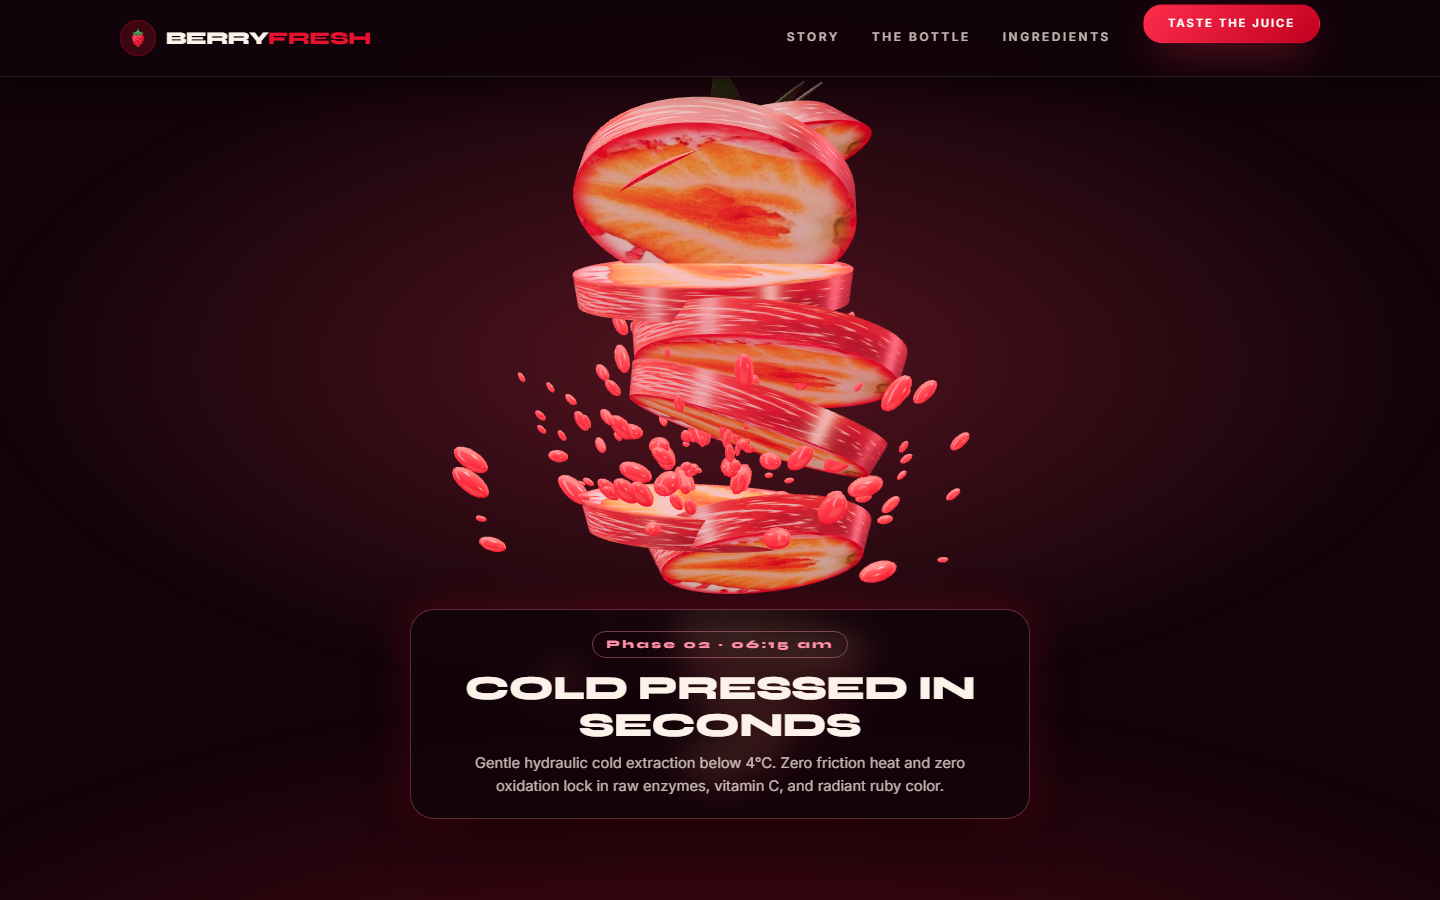 BERRYFRESH
STORY THE BOTTLE INGREDIENTS TASTE THE JUICE
Phase 02 · 06:15 am
COLD PRESSED IN
SECONDS
Gentle hydraulic cold extraction below 4°C. Zero friction heat and zero
oxidation lock in raw enzymes, vitamin C, and radiant ruby color.